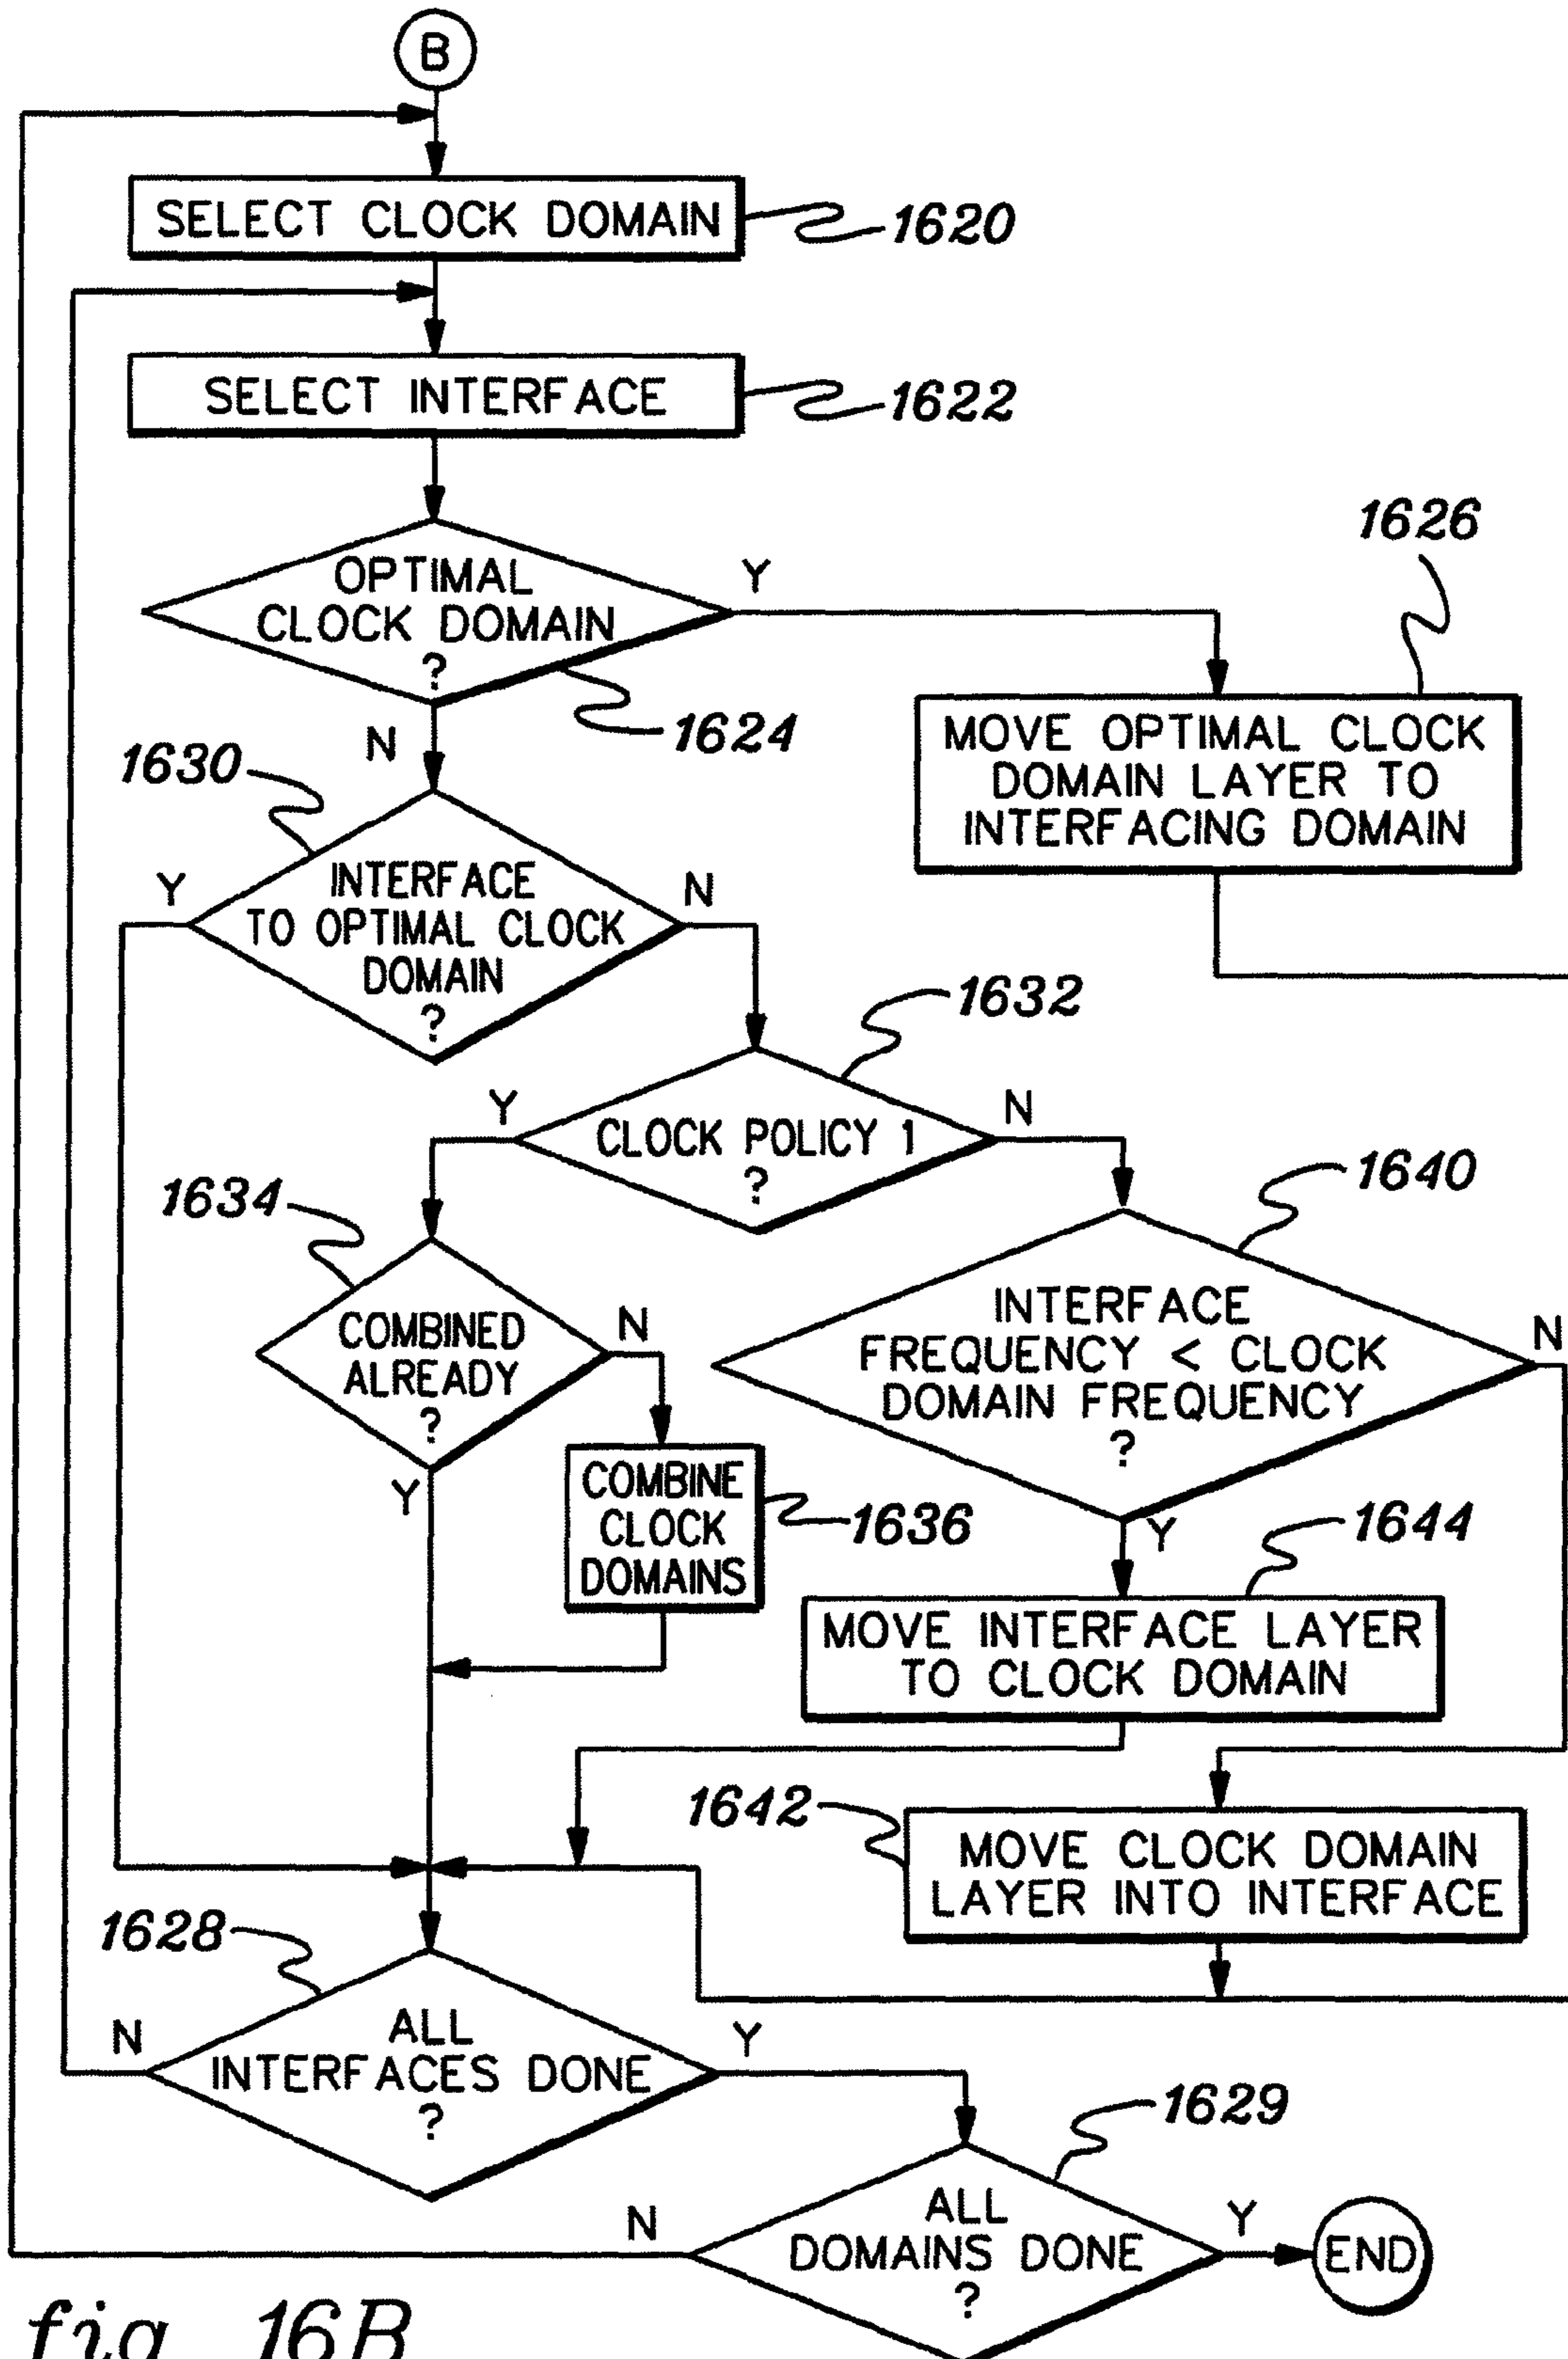 B
SELECT CLOCK DOMAIN
1620
SELECT INTERFACE
1622
OPTIMAL
CLOCK DOMAIN
?
Y
N
1624
1626
MOVE OPTIMAL CLOCK
DOMAIN LAYER TO
INTERFACING DOMAIN
1630
INTERFACE
TO OPTIMAL CLOCK
DOMAIN
?
Y
N
1632
CLOCK POLICY 1
?
Y
N
1634
COMBINED
ALREADY
?
N
Y
COMBINE
CLOCK
DOMAINS
1636
1640
INTERFACE
FREQUENCY < CLOCK
DOMAIN FREQUENCY
?
N
Y
1644
MOVE INTERFACE LAYER
TO CLOCK DOMAIN
1642
MOVE CLOCK DOMAIN
LAYER INTO INTERFACE
1628
ALL
INTERFACES DONE
?
N
Y
1629
ALL
DOMAINS DONE
?
N
Y
END
fig. 16B